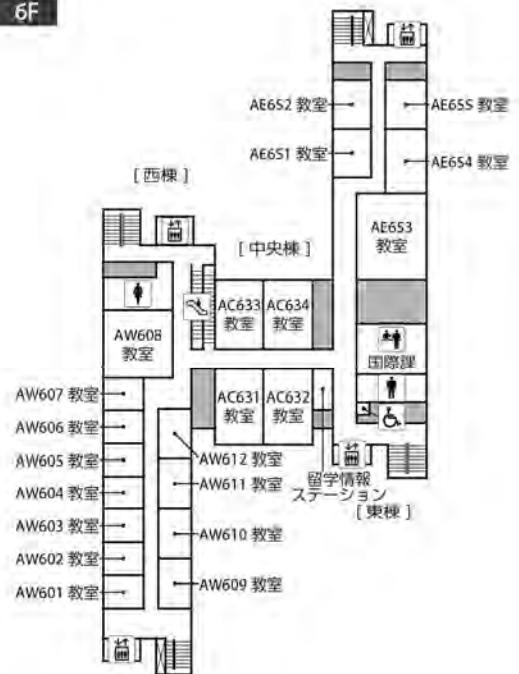 6F
AE652 教室
AE655 教室
AE651 教室
AE654 教室
[ 西棟 ]
AE653
教室
[ 中央棟 ]
AC633
教室
AC634
教室
AW608
教室
国際課
AW607 教室
AC631
教室
AC632
教室
AW606 教室
AW605 教室
AW612 教室
AW604 教室
AW611 教室
留学情報
ステーション
[ 東棟 ]
AW603 教室
AW610 教室
AW602 教室
AW601 教室
AW609 教室